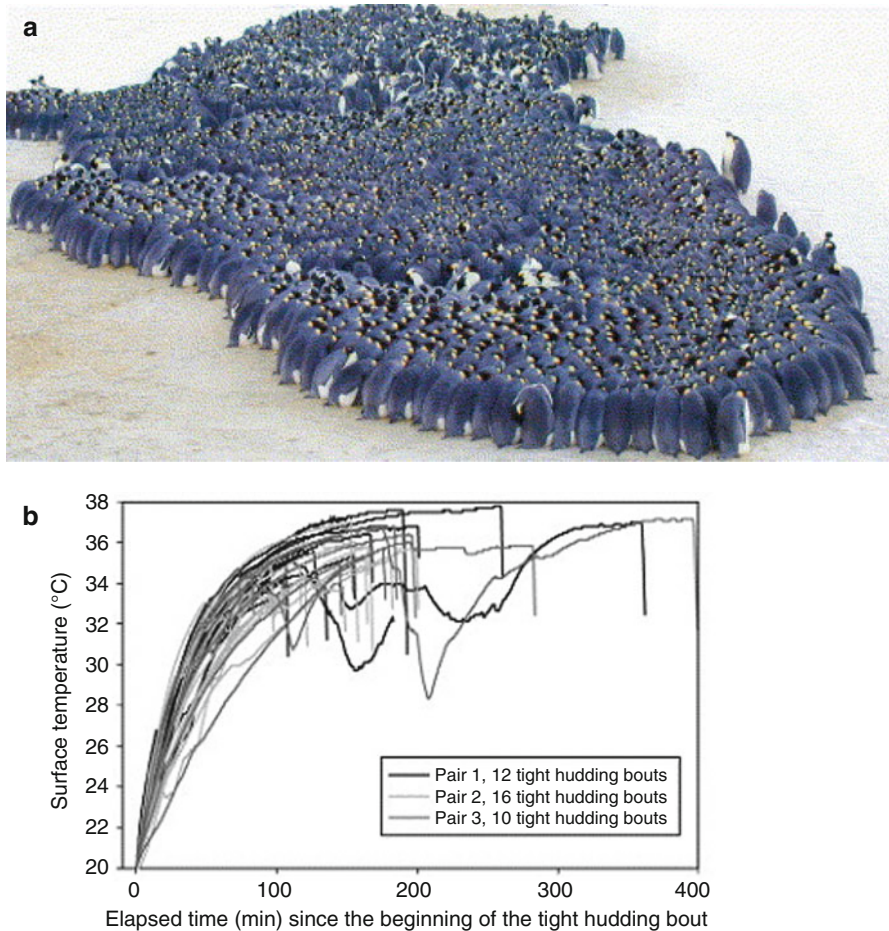 a
b
38
36
34
32
30
28
26
24
22
20
Surface temperature (°C)
Pair 1, 12 tight hudding bouts
Pair 2, 16 tight hudding bouts
Pair 3, 10 tight hudding bouts
0 100 200 300 400
Elapsed time (min) since the beginning of the tight hudding bout